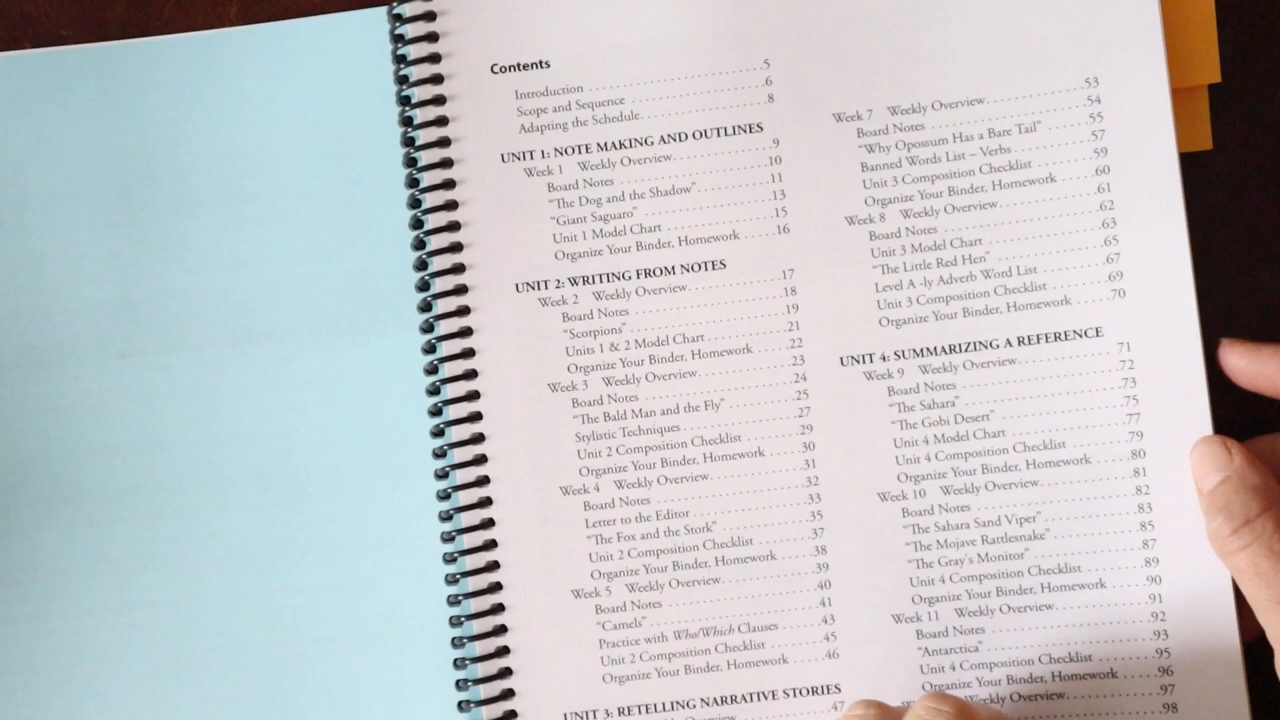 Contents
Introduction . . . . . . . . . . . . . . . . . . . . . . . .5
Scope and Sequence . . . . . . . . . . . . . . . . . . .6
Adapting the Schedule. . . . . . . . . . . . . . . . . .8
UNIT 1: NOTE MAKING AND OUTLINES
Week 1 Weekly Overview. . . . . . . . . . . . . . .9
Board Notes . . . . . . . . . . . . . . . . . . . . .10
“The Dog and the Shadow”. . . . . . . . . .11
“Giant Saguaro” . . . . . . . . . . . . . . . . . .13
Unit 1 Model Chart . . . . . . . . . . . . . . .15
Organize Your Binder, Homework . . . . .16
UNIT 2: WRITING FROM NOTES
Week 2 Weekly Overview. . . . . . . . . . . . . .17
Board Notes . . . . . . . . . . . . . . . . . . . . .18
“Scorpions” . . . . . . . . . . . . . . . . . . . . . .19
Units 1 & 2 Model Chart . . . . . . . . . . .21
Organize Your Binder, Homework . . . . .22
Week 3 Weekly Overview. . . . . . . . . . . . . .23
Board Notes . . . . . . . . . . . . . . . . . . . . .24
“The Bald Man and the Fly” . . . . . . . . .25
Stylistic Techniques . . . . . . . . . . . . . . .27
Unit 2 Composition Checklist . . . . . . .29
Organize Your Binder, Homework . . . . .30
Week 4 Weekly Overview. . . . . . . . . . . . . .31
Board Notes . . . . . . . . . . . . . . . . . . . . .32
Letter to the Editor . . . . . . . . . . . . . . .33
“The Fox and the Stork” . . . . . . . . . . . .35
Unit 2 Composition Checklist . . . . . . .37
Organize Your Binder, Homework . . . . .38
Week 5 Weekly Overview. . . . . . . . . . . . . .39
Board Notes . . . . . . . . . . . . . . . . . . . . .40
“Camels” . . . . . . . . . . . . . . . . . . . . . . . .41
Practice with Who/Which Clauses . . . . . .43
Unit 2 Composition Checklist . . . . . . .45
Organize Your Binder, Homework . . . . .46
UNIT 3: RETELLING NARRATIVE STORIES
Overview . . . . . . . . . . . . . .47
Week 7 Weekly Overview. . . . . . . . . . . . . .53
Board Notes . . . . . . . . . . . . . . . . . . . . .54
“Why Opossum Has a Bare Tail” . . . . . .55
Banned Words List – Verbs . . . . . . . . . .57
Unit 3 Composition Checklist . . . . . . .59
Organize Your Binder, Homework . . . . .60
Week 8 Weekly Overview. . . . . . . . . . . . . .61
Board Notes . . . . . . . . . . . . . . . . . . . . .62
Unit 3 Model Chart . . . . . . . . . . . . . . .63
“The Little Red Hen” . . . . . . . . . . . . . .65
Level A -ly Adverb Word List . . . . . . . .67
Unit 3 Composition Checklist . . . . . . .69
Organize Your Binder, Homework . . . . .70
UNIT 4: SUMMARIZING A REFERENCE
Week 9 Weekly Overview. . . . . . . . . . . . . . 71
Board Notes . . . . . . . . . . . . . . . . . . . . .72
“The Sahara” . . . . . . . . . . . . . . . . . . . . .73
“The Gobi Desert” . . . . . . . . . . . . . . . .75
Unit 4 Model Chart . . . . . . . . . . . . . . .77
Unit 4 Composition Checklist . . . . . . .79
Organize Your Binder, Homework . . . . .80
Week 10 Weekly Overview. . . . . . . . . . . . . .81
Board Notes . . . . . . . . . . . . . . . . . . . . .82
“The Sahara Sand Viper” . . . . . . . . . . . .83
“The Mojave Rattlesnake” . . . . . . . . . . .85
“The Gray’s Monitor” . . . . . . . . . . . . . .87
Unit 4 Composition Checklist . . . . . . .89
Organize Your Binder, Homework . . . . .90
Week 11 Weekly Overview. . . . . . . . . . . . . .91
Board Notes . . . . . . . . . . . . . . . . . . . . .92
“Antarctica” . . . . . . . . . . . . . . . . . . . . . .93
Unit 4 Composition Checklist . . . . . . .95
Organize Your Binder, Homework . . . . .96
Weekly Overview. . . . . . . . . . . . . .97
. . . . . . . . .98